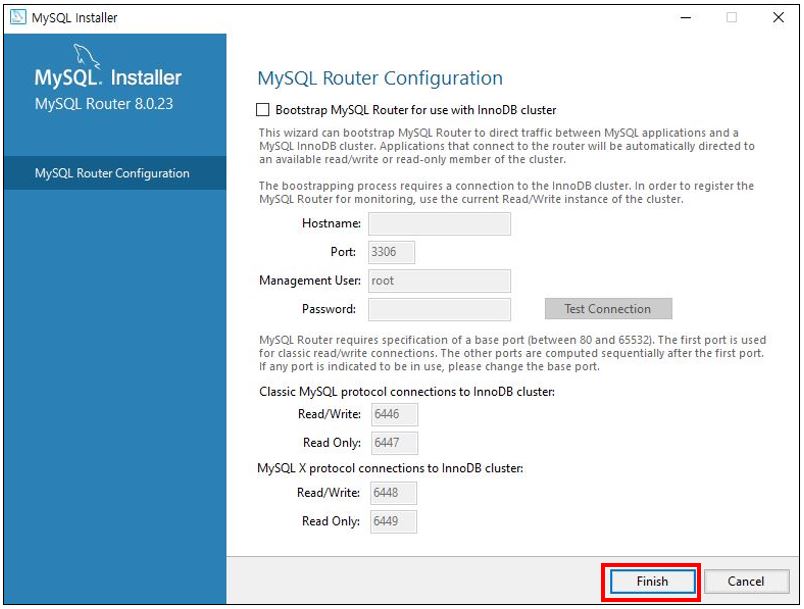 MySQL Installer
MySQL. Installer
MySQL Router 8.0.23
MySQL Router Configuration
MySQL Router Configuration
Bootstrap MySQL Router for use with InnoDB cluster
This wizard can bootstrap MySQL Router to direct traffic between MySQL applications and a
MySQL InnoDB cluster. Applications that connect to the router will be automatically directed to
an available read/write or read-only member of the cluster.
The boostrapping process requires a connection to the InnoDB cluster. In order to register the
MySQL Router for monitoring, use the current Read/Write instance of the cluster.
Hostname:
Port: 3306
Management User: root
Password: Test Connection
MySQL Router requires specification of a base port (between 80 and 65532). The first port is used
for classic read/write connections. The other ports are computed sequentially after the first port.
If any port is indicated to be in use, please change the base port.
Classic MySQL protocol connections to InnoDB cluster:
Read/Write: 6446
Read Only: 6447
MySQL X protocol connections to InnoDB cluster:
Read/Write: 6448
Read Only: 6449
Finish Cancel